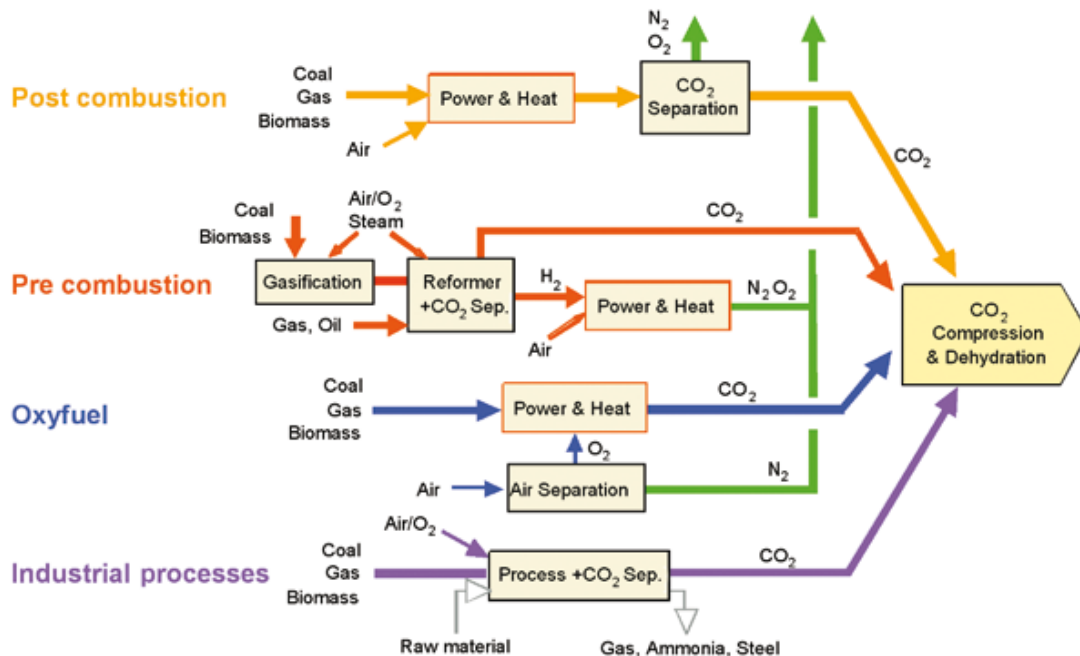 N₂
O₂
Post combustion
Coal
Gas
Biomass
Air
Power & Heat
CO₂
Separation
CO₂
Pre combustion
Coal
Biomass
Air/O₂
Steam
Gasification
Gas, Oil
Reformer
+CO₂ Sep.
H₂
Air
Power & Heat
CO₂
N₂ O₂
CO₂
Compression
& Dehydration
Oxyfuel
Coal
Gas
Biomass
Power & Heat
CO₂
O₂
Air
Air Separation
N₂
Industrial processes
Air/O₂
Coal
Gas
Biomass
Process +CO₂ Sep.
CO₂
Raw material
Gas, Ammonia, Steel